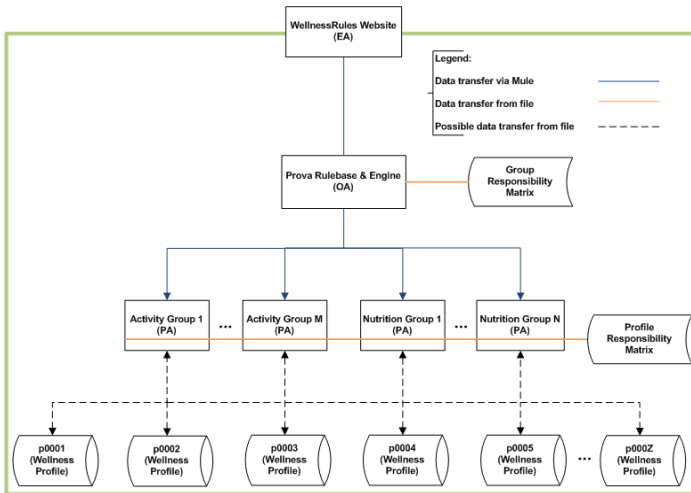 WellnessRules Website
(EA)
Legend:
Data transfer via Mule
Data transfer from file
Possible data transfer from file
Prova Rulebase & Engine
(OA)
Group
Responsibility
Matrix
Activity Group 1
(PA)
...
Activity Group M
(PA)
Nutrition Group 1
(PA)
...
Nutrition Group N
(PA)
Profile
Responsibility
Matrix
p0001
(Wellness
Profile)
p0002
(Wellness
Profile)
p0003
(Wellness
Profile)
p0004
(Wellness
Profile)
p0005
(Wellness
Profile)
...
p000Z
(Wellness
Profile)